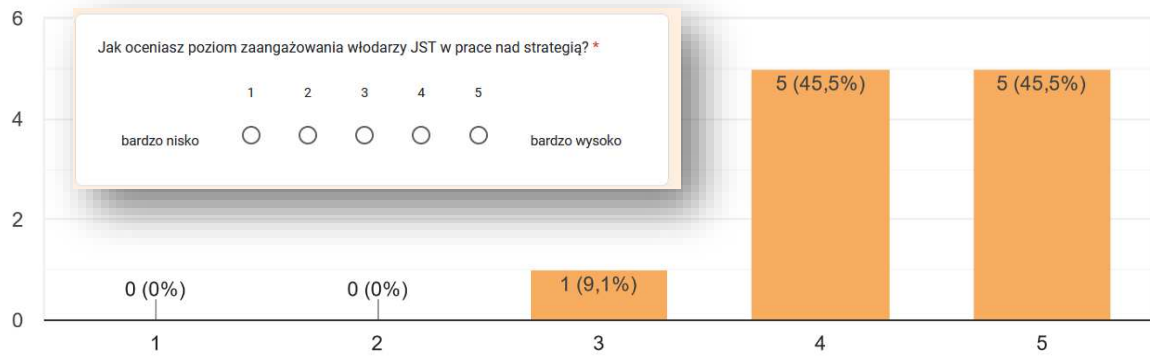 Jak oceniasz poziom zaangażowania włodarzy JST w prace nad strategią? *
1 2 3 4 5
bardzo nisko bardzo wysoko
6
4
2
0
0 (0%) 0 (0%) 1 (9,1%) 5 (45,5%) 5 (45,5%)
1 2 3 4 5